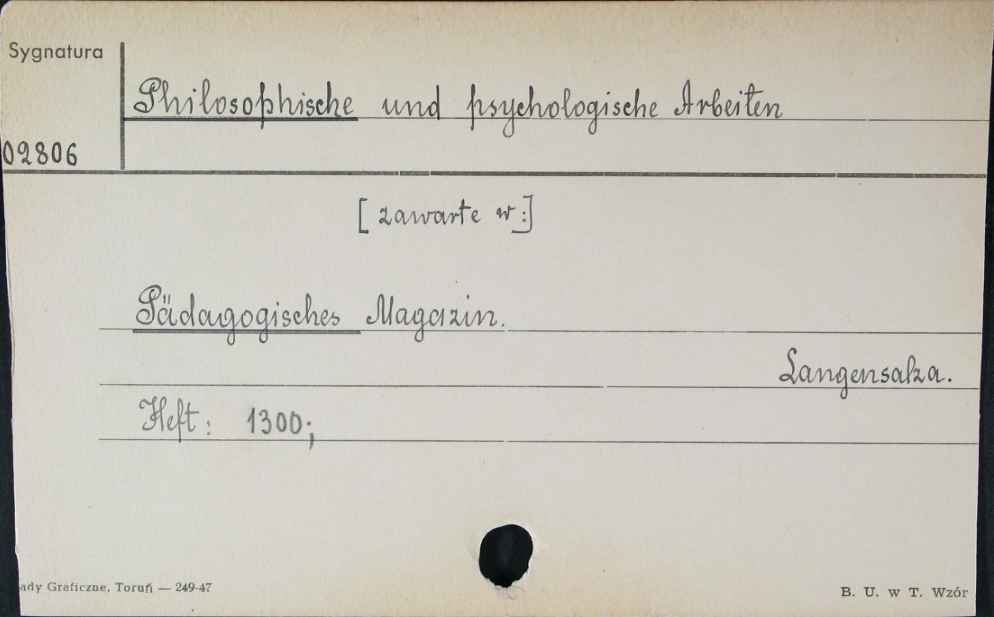 Sygnatura
Philosophische und psychologische Arbeiten
02806
[zawarte w:]
Pädagogisches Magazin.
Langensalza.
Heft: 1300;
ady Graficzne, Toruń — 249-47
B. U. w T. Wzór